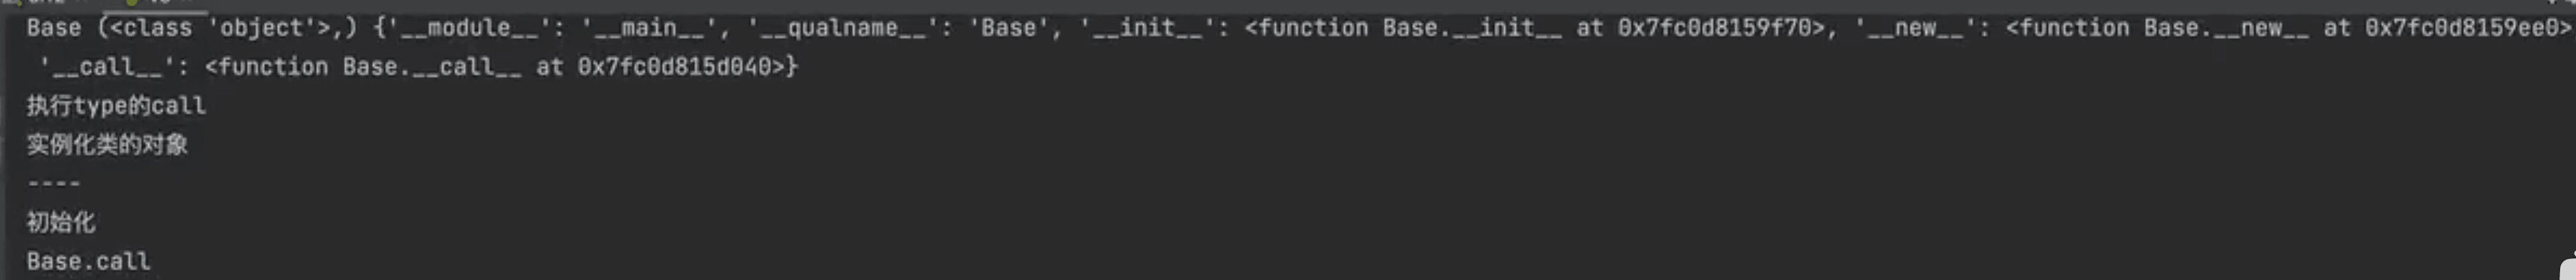 Base (<class 'object'>,) {'__module__': '__main__', '__qualname__': 'Base', '__init__': <function Base.__init__ at 0x7fc0d8159f70>, '__new__': <function Base.__new__ at 0x7fc0d8159ee0>
'__call__': <function Base.__call__ at 0x7fc0d815d040>}
执行type的call
实例化类的对象
----
初始化
Base.call